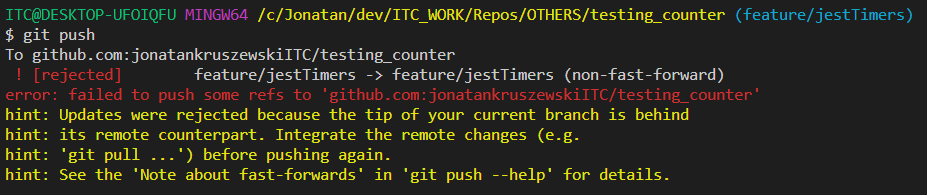 ITC@DESKTOP-UFOIQFU MINGW64 /c/Jonatan/dev/ITC_WORK/Repos/OTHERS/testing_counter (feature/jestTimers)
$ git push
To github.com:jonatankruszewskiITC/testing_counter
 ! [rejected]        feature/jestTimers -> feature/jestTimers (non-fast-forward)
error: failed to push some refs to 'github.com:jonatankruszewskiITC/testing_counter'
hint: Updates were rejected because the tip of your current branch is behind
hint: its remote counterpart. Integrate the remote changes (e.g.
hint: 'git pull ...') before pushing again.
hint: See the 'Note about fast-forwards' in 'git push --help' for details.